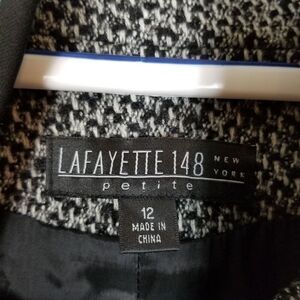 LAFAYETTE 148 NEW YORK
petite
12
MADE IN
CHINA